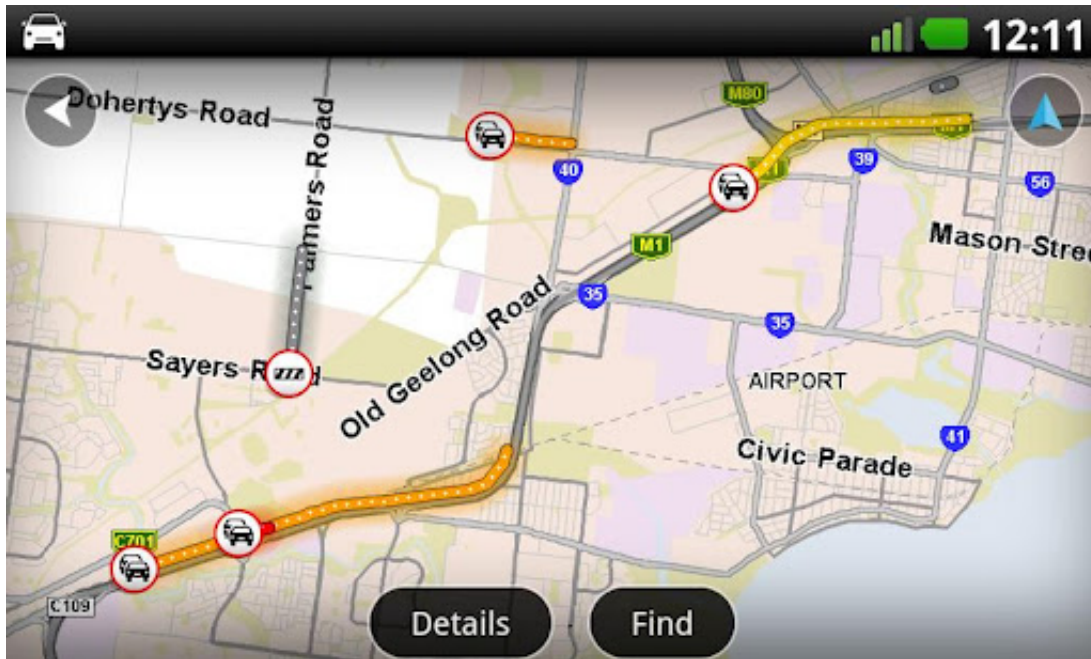 12:11
Dohertys Road
Palmers Road
M80
40
39
56
Mason Stree
M1
35
35
Old Geelong Road
Sayers R d
AIRPORT
41
Civic Parade
C701
C109
Details
Find